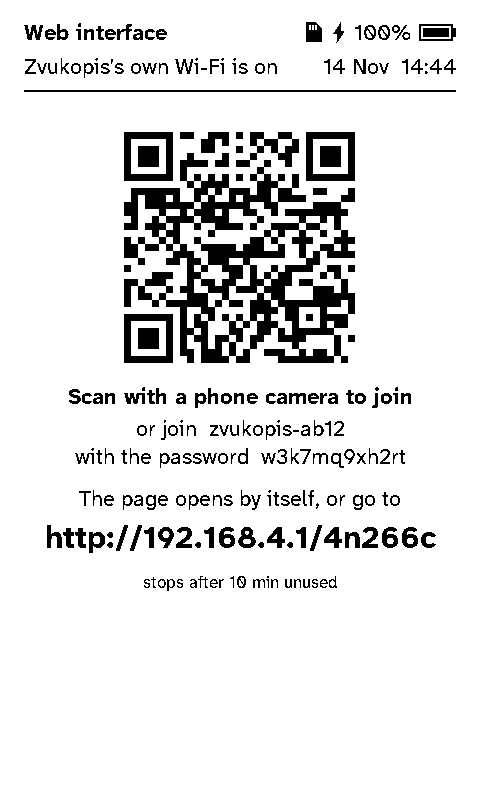 Web interface
100%
Zvukopis's own Wi-Fi is on
14 Nov 14:44
Scan with a phone camera to join
or join zvukopis-ab12
with the password w3k7mq9xh2rt
The page opens by itself, or go to
http://192.168.4.1/4n266c
stops after 10 min unused